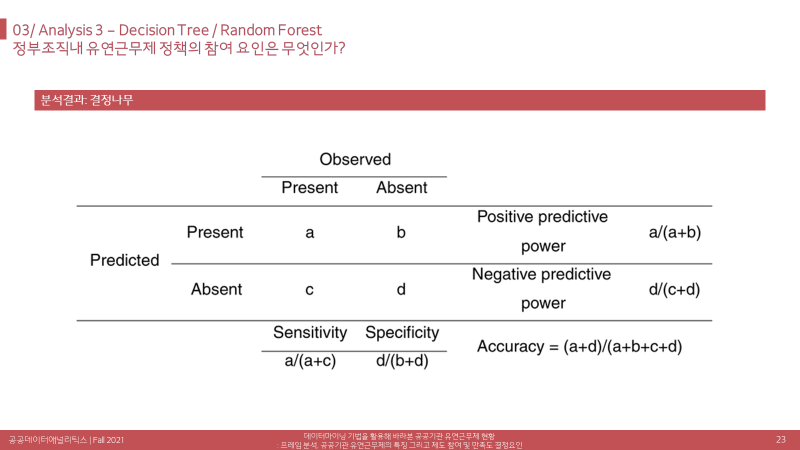 03/ Analysis 3 – Decision Tree / Random Forest
정부조직내 유연근무제 정책의 참여 요인은 무엇인가?
분석결과: 결정나무
Observed
Present Absent
Predicted
Present a b Positive predictive power a/(a+b)
Absent c d Negative predictive power d/(c+d)
Sensitivity Specificity
a/(a+c) d/(b+d)
Accuracy = (a+d)/(a+b+c+d)
공공데이터애널리틱스 | Fall 2021
데이터마이닝 기법을 활용해 바라본 공공기관 유연근무제 현황
: 프레임 분석, 공공기관 유연근무제의 특징 그리고 제도 참여 및 만족도 결정요인
23